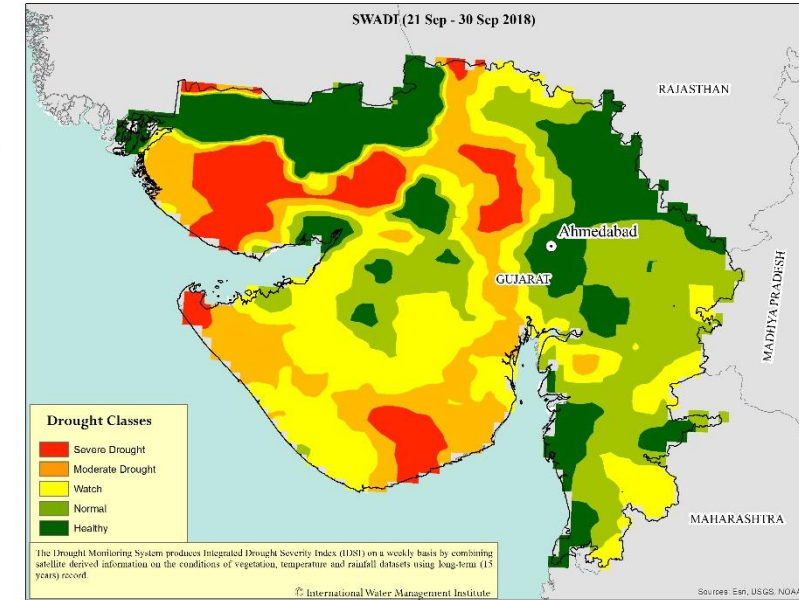 SWADI (21 Sep - 30 Sep 2018)
RAJASTHAN
Ahmedabad
GUJARAT
MADHYA PRADESH
MAHARASHTRA
Drought Classes
Severe Drought
Moderate Drought
Watch
Normal
Healthy
The Drought Monitoring System produces Integrated Drought Severity Index (IDSI) on a weekly basis by combining
satellite derived information on the conditions of vegetation, temperature and rainfall datasets using long-term (15
years) record.
© International Water Management Institute
Sources: Esri, USGS, NOAA